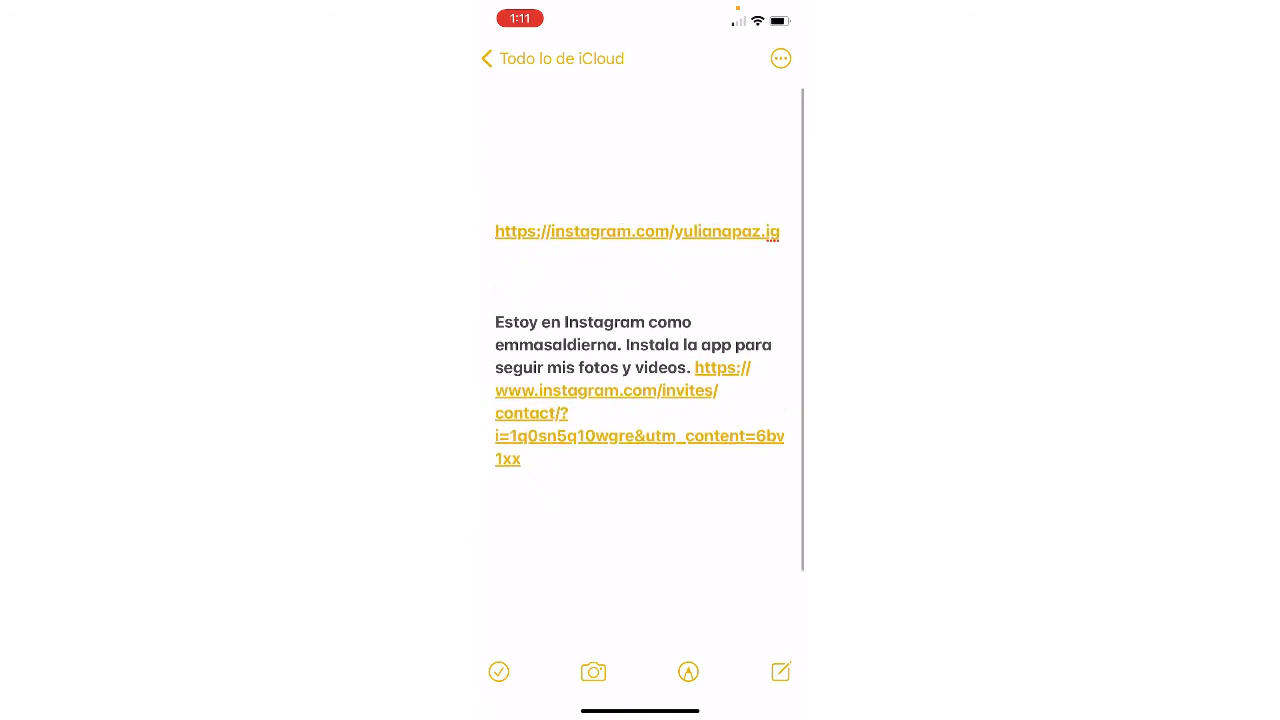 1:11
Todo lo de iCloud
https://instagram.com/yulianapaz.ig
Estoy en Instagram como
emmasaldierna. Instala la app para
seguir mis fotos y videos. https://
www.instagram.com/invites/
contact/?
i=1q0sn5q10wgre&utm_content=6bv
1xx